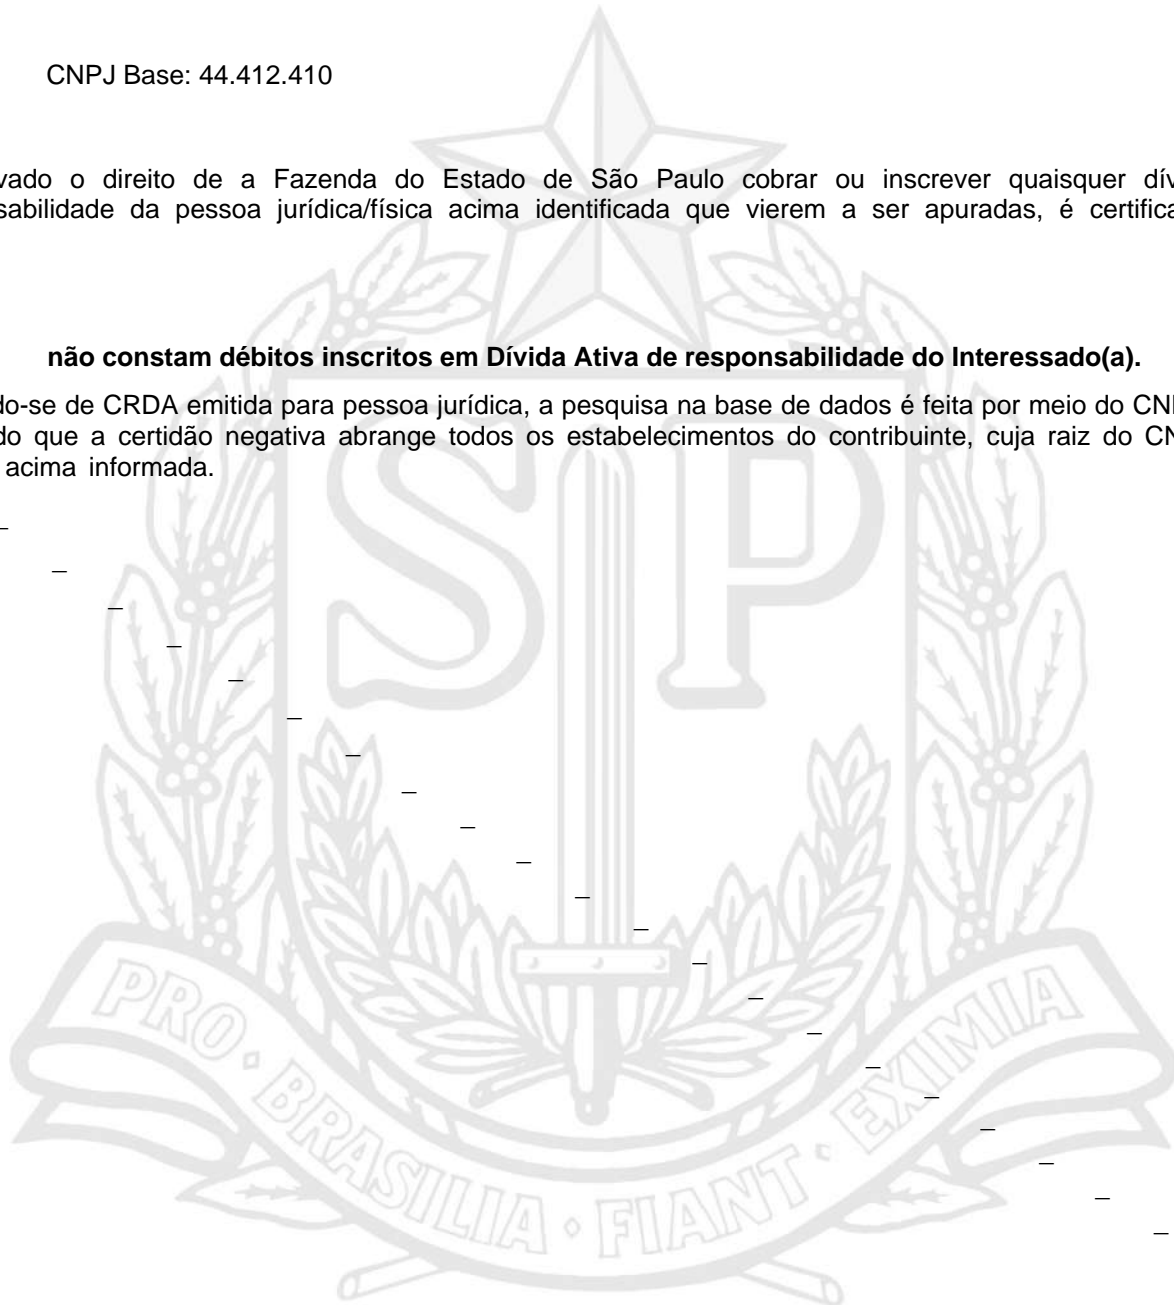 CNPJ Base: 44.412.410
vado o direito de a Fazenda do Estado de São Paulo cobrar ou inscrever quaisquer dív
sabilidade da pessoa jurídica/física acima identificada que vierem a ser apuradas, é certifica
não constam débitos inscritos em Dívida Ativa de responsabilidade do Interessado(a).
do-se de CRDA emitida para pessoa jurídica, a pesquisa na base de dados é feita por meio do CN
do que a certidão negativa abrange todos os estabelecimentos do contribuinte, cuja raiz do CN
acima informada.
SP
PRO • BRASILIA • FIANT • EXIMIA